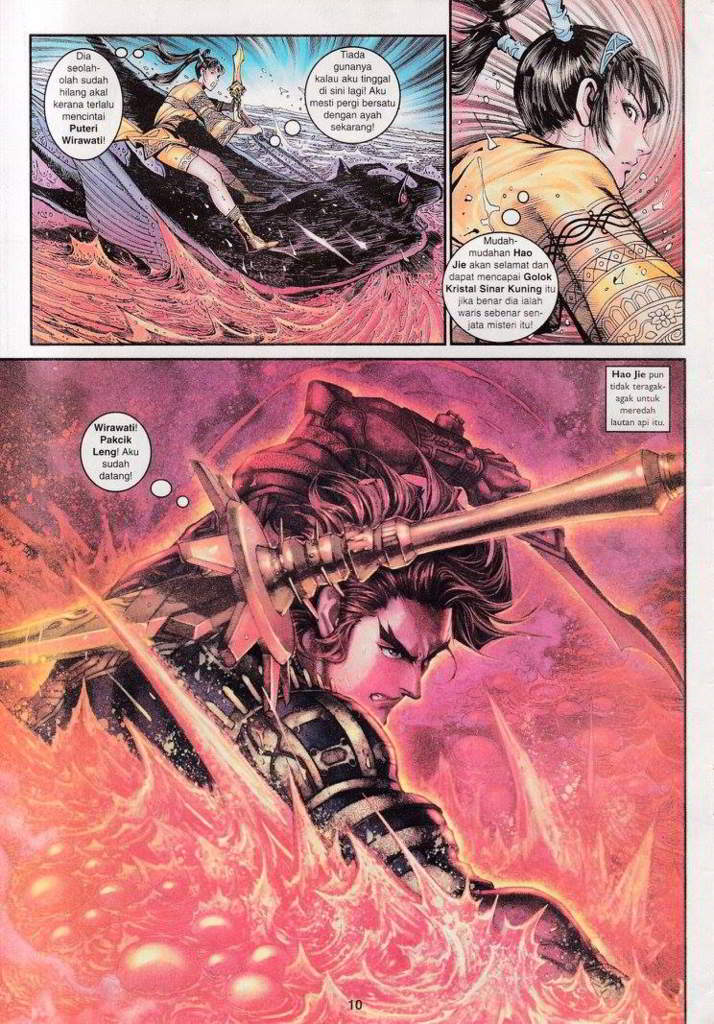 Dia
seolah-
olah sudah
hilang akal
kerana terlalu
mencintai
Puteri
Wirawati!
Tiada
gunanya
kalau aku tinggal
di sini lagi! Aku
mesti pergi bersatu
dengan ayah
sekarang!
Mudah-
mudahan Hao
Jie akan selamat dan
dapat mencapai Golok
Kristal Sinar Kuning itu
jika benar dia ialah
waris sebenar sen-
jata misteri itu!
Hao Jie pun
tidak teragak-
agak untuk
meredah
lautan api itu.
Wirawati!
Pakcik
Leng! Aku
sudah
datang!
10